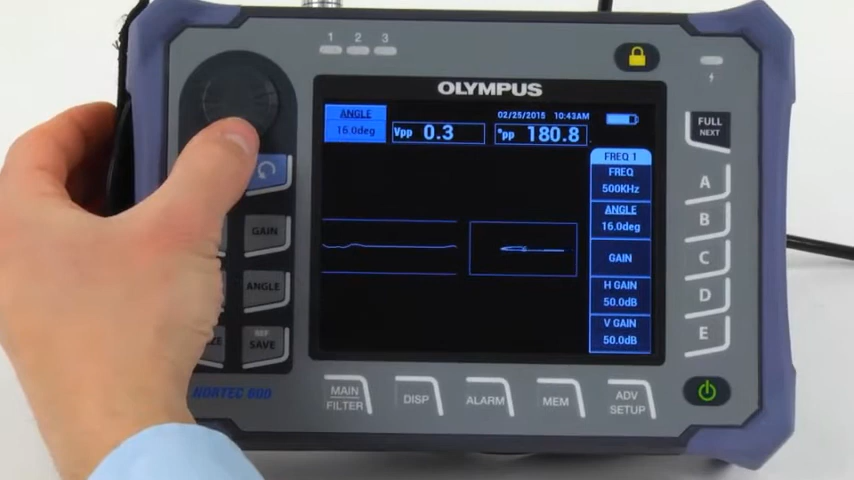 1 2 3
OLYMPUS
ANGLE
16.0deg
02/25/2015 10:43AM
Vpp 0.3
°pp 180.8
FREQ 1
FREQ
500KHz
ANGLE
16.0deg
GAIN
H GAIN
50.0dB
V GAIN
50.0dB
FULL
NEXT
A
B
C
D
E
GAIN
ANGLE
REF
SAVE
NORTEC 600
MAIN
FILTER
DISP
ALARM
MEM
ADV
SETUP